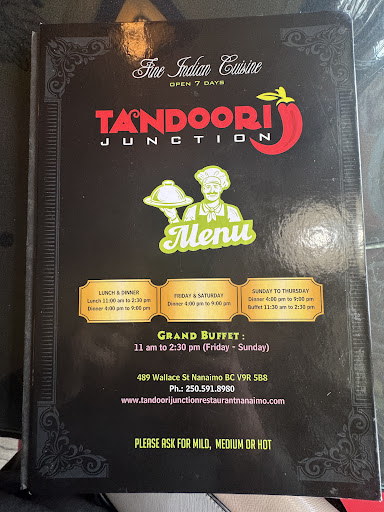 Fine Indian Cuisine
OPEN 7 DAYS
TANDOORI
JUNCTION
Menu
LUNCH & DINNER
Lunch 11:00 am to 2:30 pm
Dinner 4:00 pm to 9:00 pm
FRIDAY & SATURDAY
Dinner 4:00 pm to 9:00 pm
SUNDAY TO THURSDAY
Dinner 4:00 pm to 9:00 pm
Buffet 11:30 am to 2:30 pm
GRAND BUFFET :
11 am to 2:30 pm (Friday - Sunday)
489 Wallace St Nanaimo BC V9R 5B8
Ph.: 250.591.8980
www.tandoorijunctionrestaurantnanaimo.com
PLEASE ASK FOR MILD, MEDIUM OR HOT